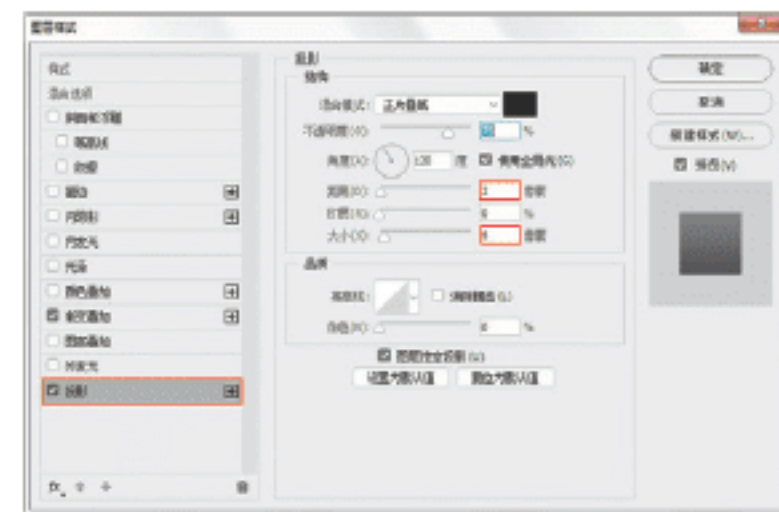 图层样式
样式
混合选项
斜面和浮雕
等高线
纹理
描边
内阴影
内发光
光泽
颜色叠加
渐变叠加
图案叠加
外发光
投影
fx
投影
结构
混合模式: 正片叠底
不透明度(O): %
角度(A): 120 度 使用全局光(G)
距离(D): 像素
扩展(R): %
大小(S): 像素
品质
等高线: 消除锯齿(L)
杂色(N): 0 %
图层挖空投影(U)
设置为默认值 复位为默认值
确定
取消
新建样式(W)...
预览(V)